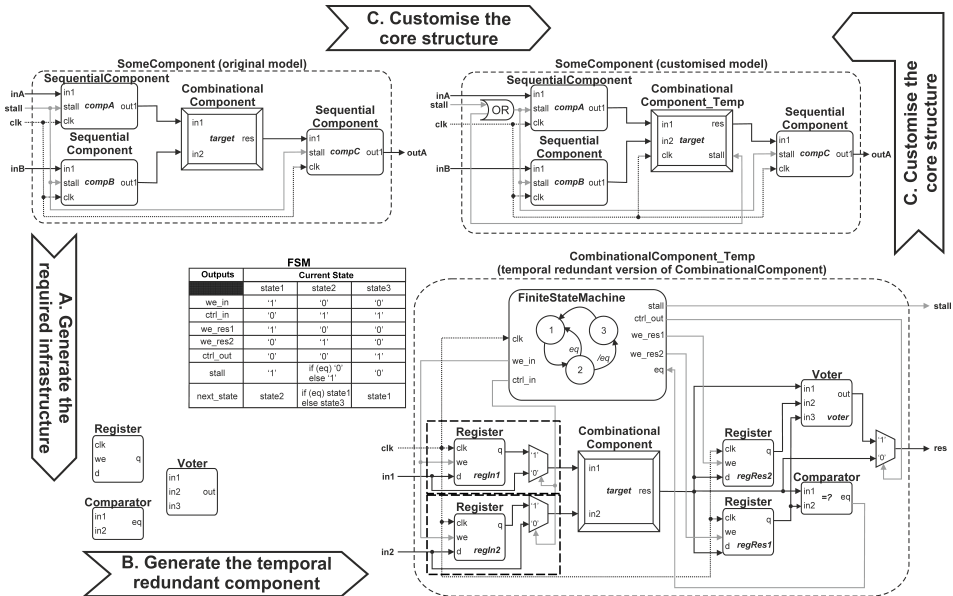 C. Customise the
core structure
C. Customise the
core structure
SomeComponent (original model)
SequentialComponent
inA
stall
clk
in1
stall compA out1
clk
Combinational
Component
in1
target res
in2
Sequential
Component
inB
in1
stall compB out1
clk
Sequential
Component
in1
stall compC out1
clk
outA
SomeComponent (customised model)
SequentialComponent
inA
stall
OR
clk
in1
stall compA out1
clk
Combinational
Component_Temp
in1 res
in2 target
clk stall
Sequential
Component
inB
in1
stall compB out1
clk
Sequential
Component
in1
stall compC out1
clk
outA
A. Generate the
required infrastructure
FSM
Outputs Current State
state1 state2 state3
we_in '1' '0' '0'
ctrl_in '0' '1' '1'
we_res1 '1' '0' '0'
we_res2 '0' '1' '0'
ctrl_out '0' '0' '1'
stall '1' if (eq) '0' else '1' '0'
next_state state2 if (eq) state1 else state3 state1
Register
clk
we q
d
Comparator
in1 eq
in2
Voter
in1
in2 out
in3
B. Generate the temporal
redundant component
CombinationalComponent_Temp
(temporal redundant version of CombinationalComponent)
FiniteStateMachine
clk
we_in
ctrl_in
1
2
3
eq
/eq
stall
ctrl_out
we_res1
we_res2
eq
stall
clk
in1
in2
Register
clk q
we
d regIn1
'1'
'0'
Register
clk q
we
d regIn2
'1'
'0'
Combinational
Component
in1
target res
in2
Register
clk q
we
d regRes2
Register
clk q
we
d regRes1
Voter
in1 out
in2
in3 voter
Comparator
in1 =? eq
in2
'1'
'0'
res